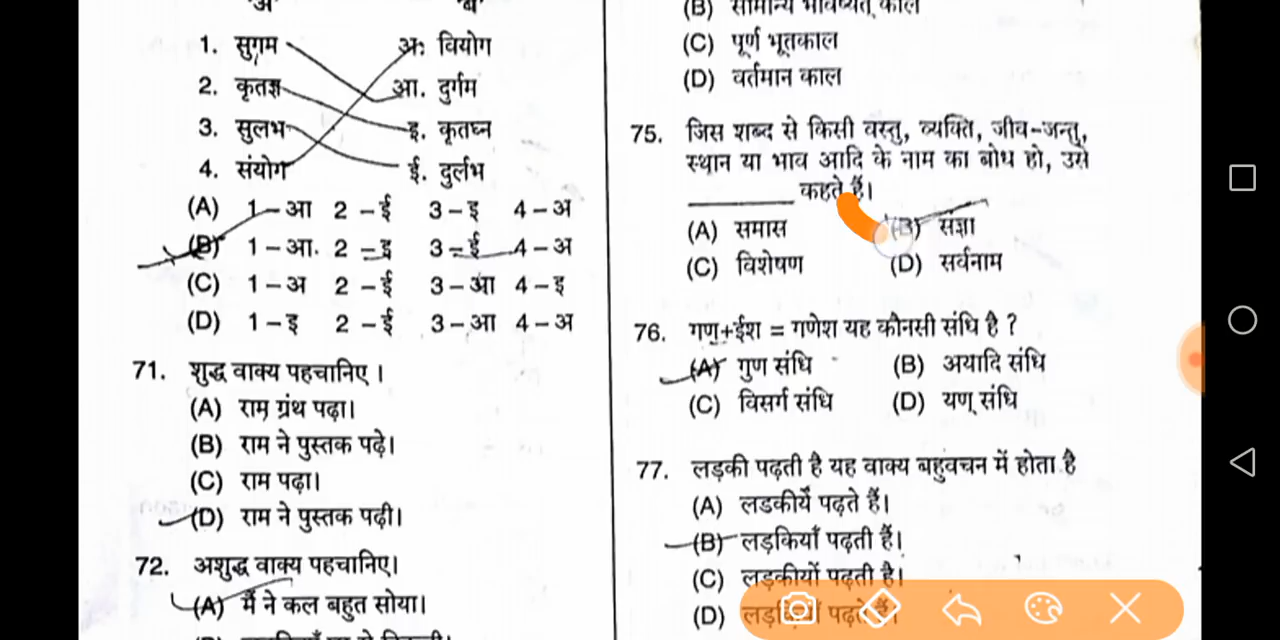 'अ' 'ब'
1. सुगम अ. वियोग
2. कृतज्ञ आ. दुर्गम
3. सुलभ इ. कृतघ्न
4. संयोग ई. दुर्लभ
(A) 1-आ 2-ई 3-इ 4-अ
(B) 1-आ. 2-इ 3-ई 4-अ
(C) 1-अ 2-ई 3-आ 4-इ
(D) 1-इ 2-ई 3-आ 4-अ
71. शुद्ध वाक्य पहचानिए।
(A) राम ग्रंथ पढ़ा।
(B) राम ने पुस्तक पढ़े।
(C) राम पढ़ा।
(D) राम ने पुस्तक पढ़ी।
72. अशुद्ध वाक्य पहचानिए।
(A) मैं ने कल बहुत सोया।
(B) सामान्य भविष्यत् काल
(C) पूर्ण भूतकाल
(D) वर्तमान काल
75. जिस शब्द से किसी वस्तु, व्यक्ति, जीव-जन्तु,
स्थान या भाव आदि के नाम का बोध हो, उसे
________ कहते हैं।
(A) समास (B) संज्ञा
(C) विशेषण (D) सर्वनाम
76. गण+ईश = गणेश यह कौनसी संधि है ?
(A) गुण संधि (B) अयादि संधि
(C) विसर्ग संधि (D) यण् संधि
77. लड़की पढ़ती है यह वाक्य बहुवचन में होता है
(A) लडकीयें पढ़ते हैं।
(B) लड़कियाँ पढ़ती हैं।
(C) लड़कीयों पढ़ती है।
(D) लड़कियाँ पढ़ते हैं।